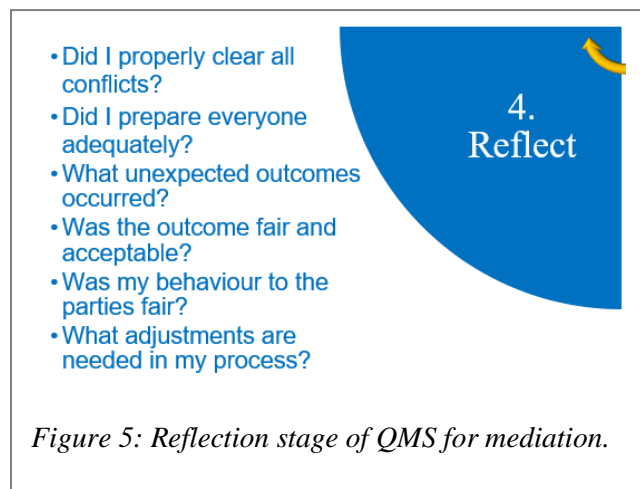 • Did I properly clear all
conflicts?
• Did I prepare everyone
adequately?
• What unexpected outcomes
occurred?
• Was the outcome fair and
acceptable?
• Was my behaviour to the
parties fair?
• What adjustments are
needed in my process?
4.
Reflect
Figure 5: Reflection stage of QMS for mediation.